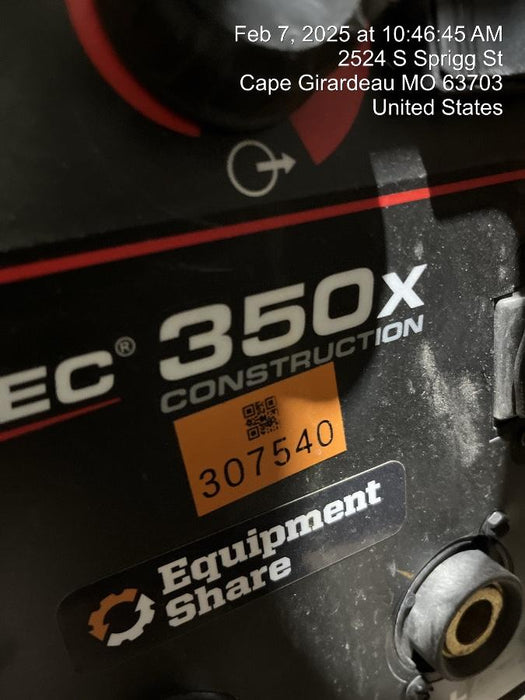 Feb 7, 2025 at 10:46:45 AM
2524 S Sprigg St
Cape Girardeau MO 63703
United States
EC® 350x
CONSTRUCTION
307540
Equipment
Share